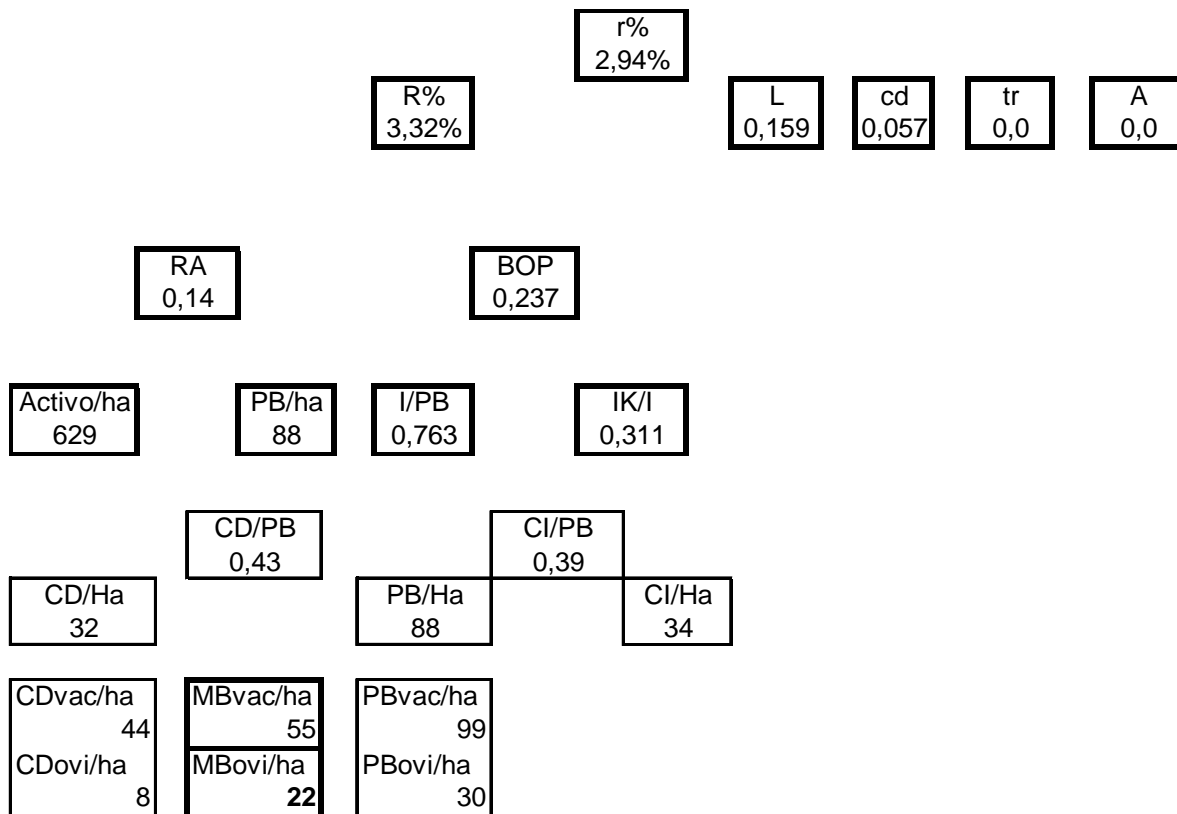 r%
2,94%
R%
3,32%
L
0,159
cd
0,057
tr
0,0
A
0,0
RA
0,14
BOP
0,237
Activo/ha
629
PB/ha
88
I/PB
0,763
IK/I
0,311
CD/PB
0,43
CI/PB
0,39
CD/Ha
32
PB/Ha
88
CI/Ha
34
CDvac/ha
44
MBvac/ha
55
PBvac/ha
99
CDovi/ha
8
MBovi/ha
22
PBovi/ha
30